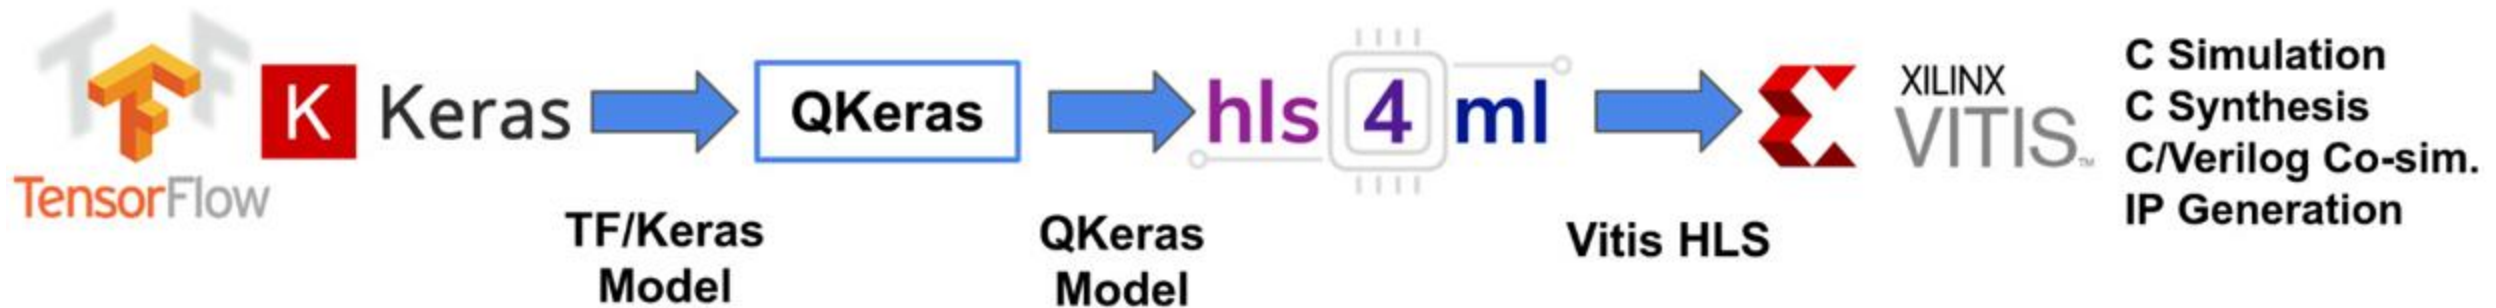 TF
TensorFlow
K Keras
TF/Keras
Model
QKeras
QKeras
Model
hls 4 ml
Vitis HLS
XILINX
VITIS™
C Simulation
C Synthesis
C/Verilog Co-sim.
IP Generation